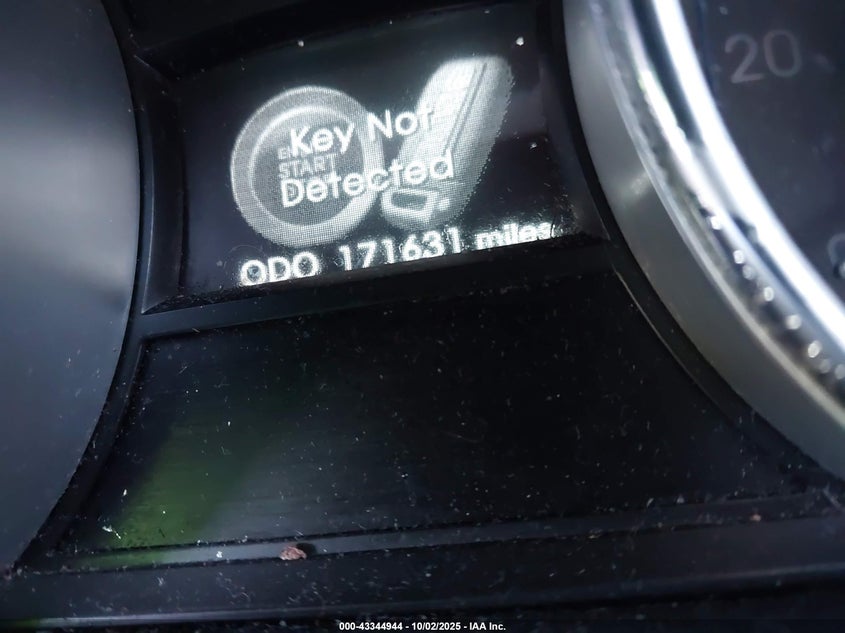 20
Key Not
Detected
START
ODO 171631 miles
000-43344944 - 10/02/2025 - IAA Inc.